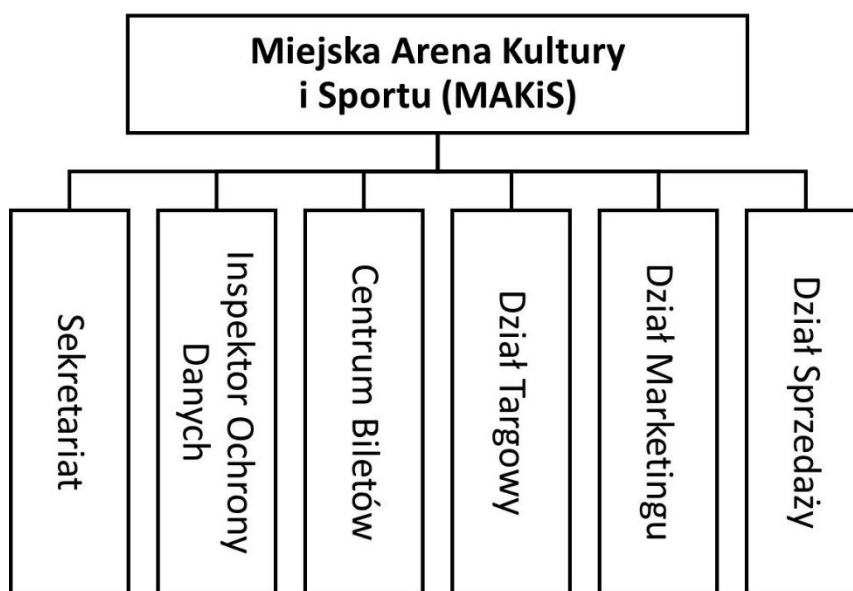 Miejska Arena Kultury
i Sportu (MAKiS)
Sekretariat
Inspektor Ochrony
Danych
Centrum Biletów
Dział Targowy
Dział Marketingu
Dział Sprzedaży